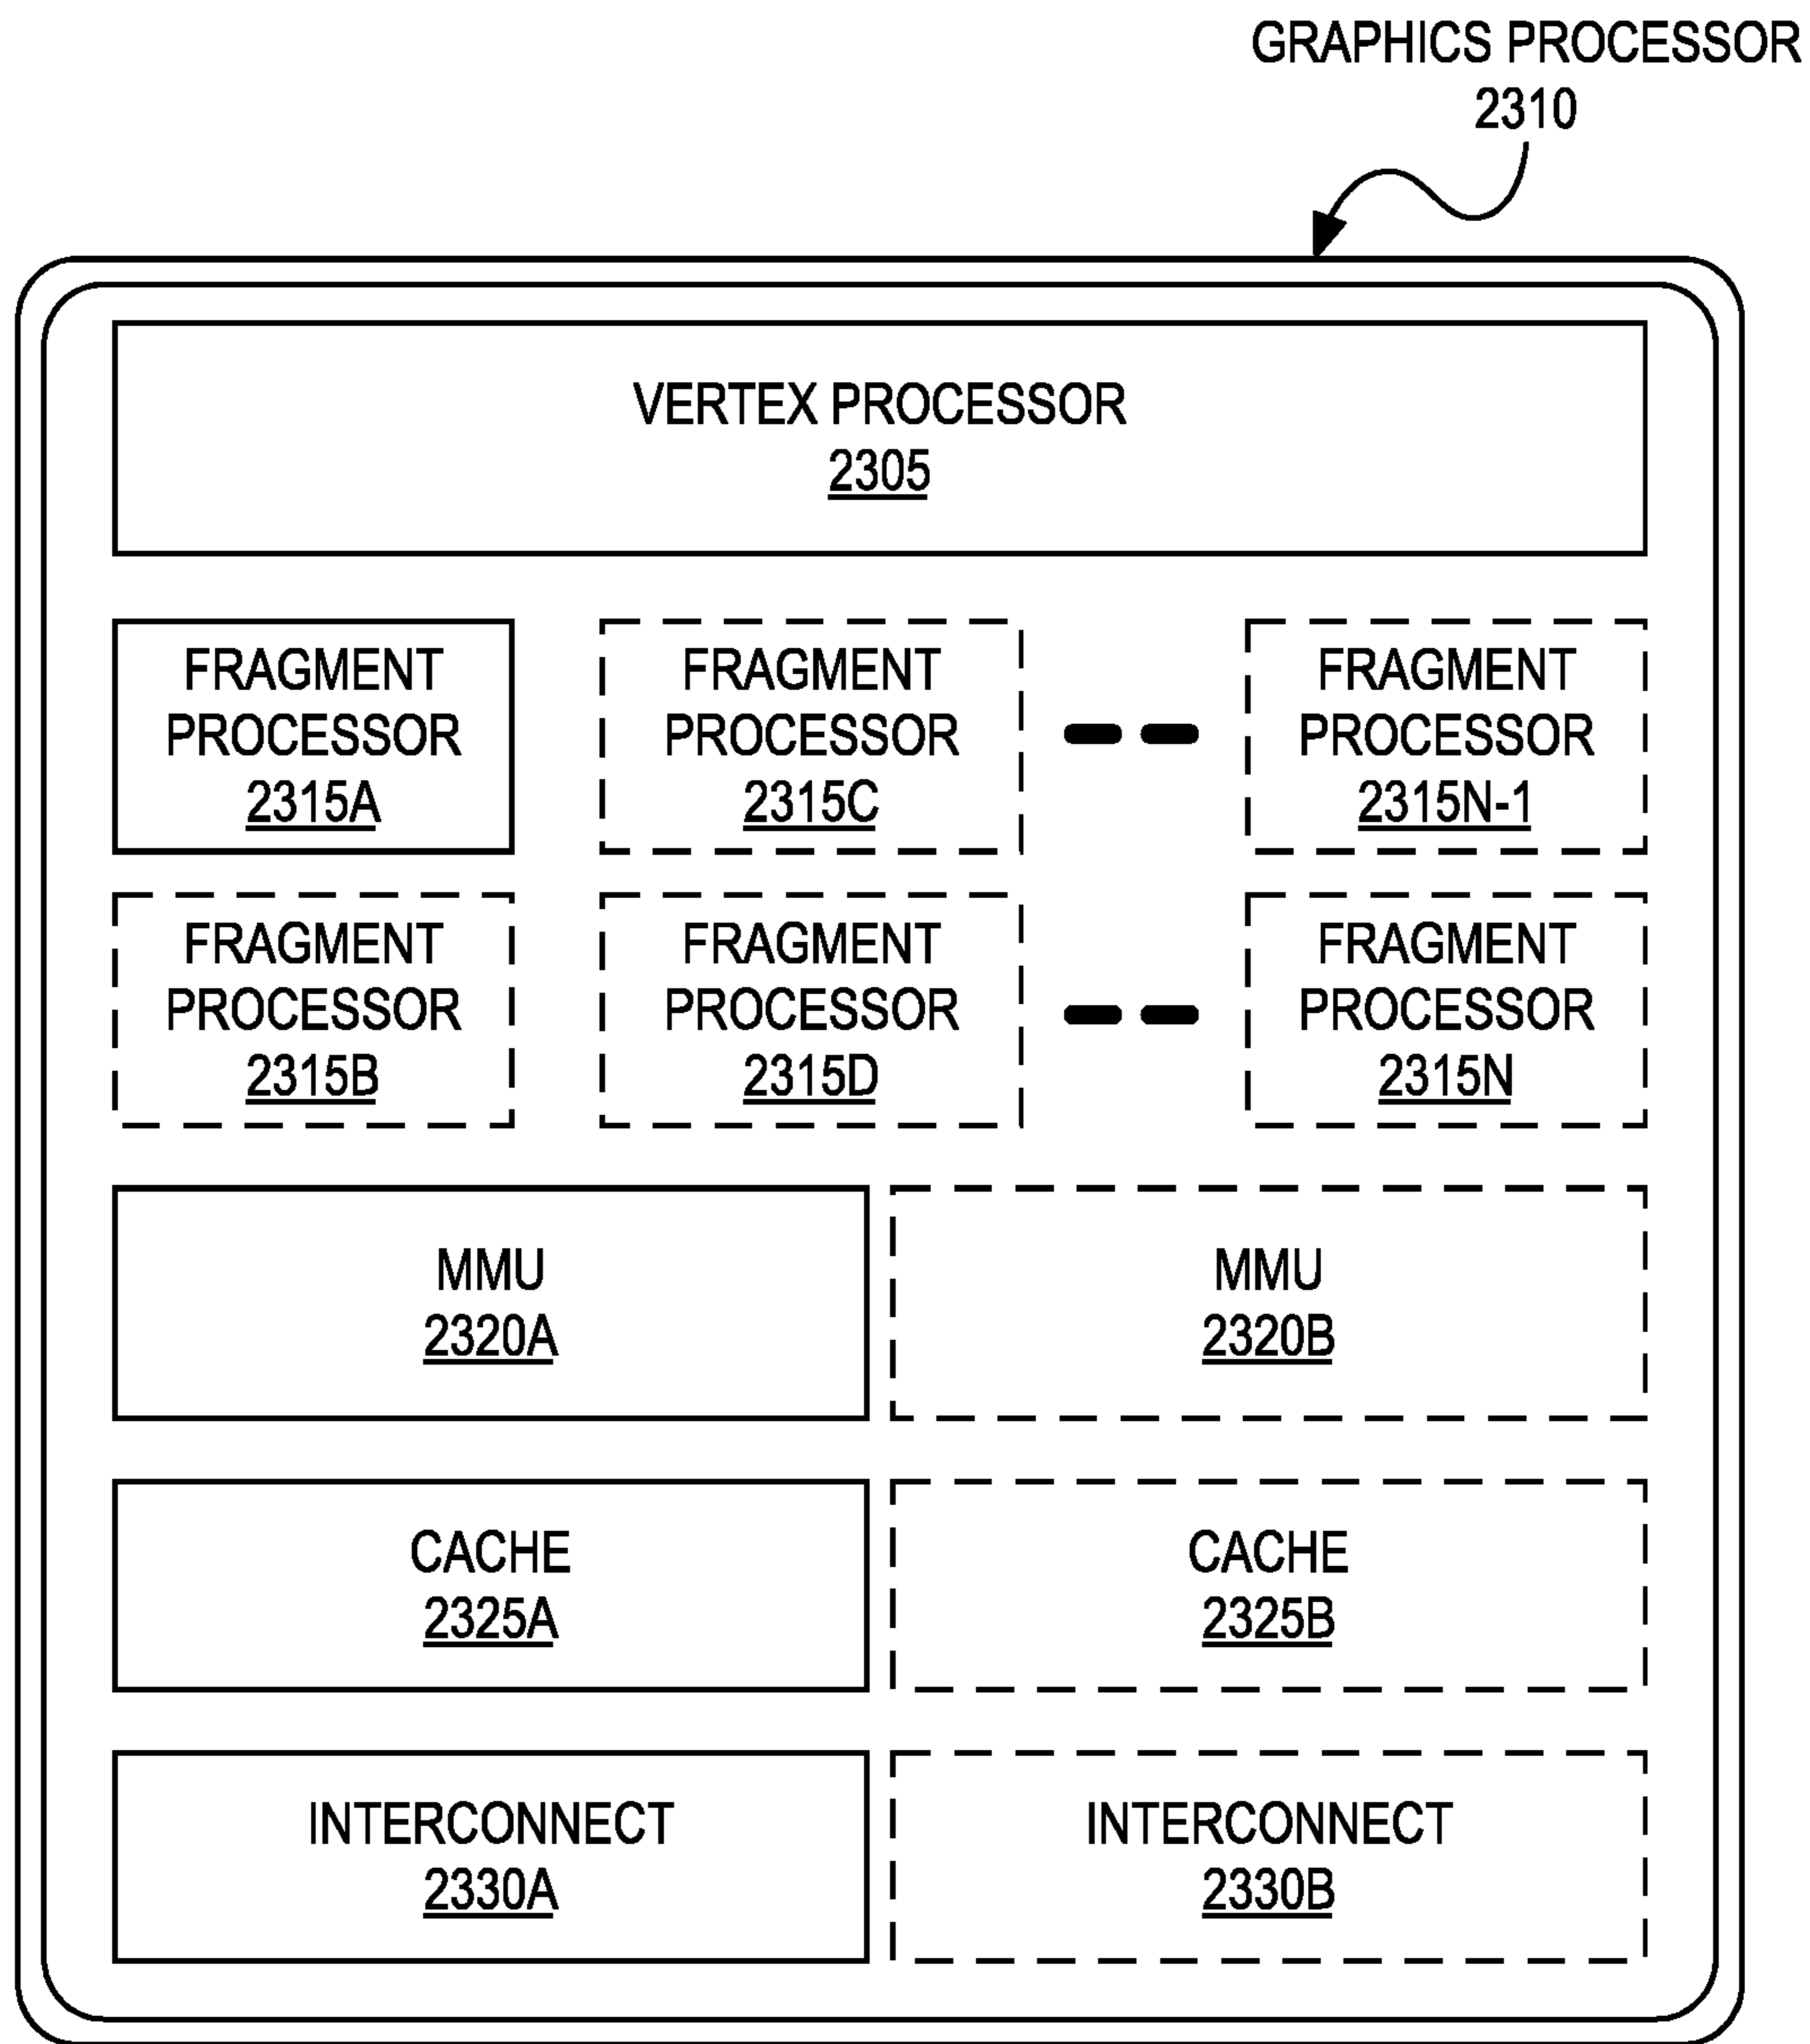 GRAPHICS PROCESSOR
2310
VERTEX PROCESSOR
2305
FRAGMENT
PROCESSOR
2315A
FRAGMENT
PROCESSOR
2315C
FRAGMENT
PROCESSOR
2315N-1
FRAGMENT
PROCESSOR
2315B
FRAGMENT
PROCESSOR
2315D
FRAGMENT
PROCESSOR
2315N
MMU
2320A
MMU
2320B
CACHE
2325A
CACHE
2325B
INTERCONNECT
2330A
INTERCONNECT
2330B